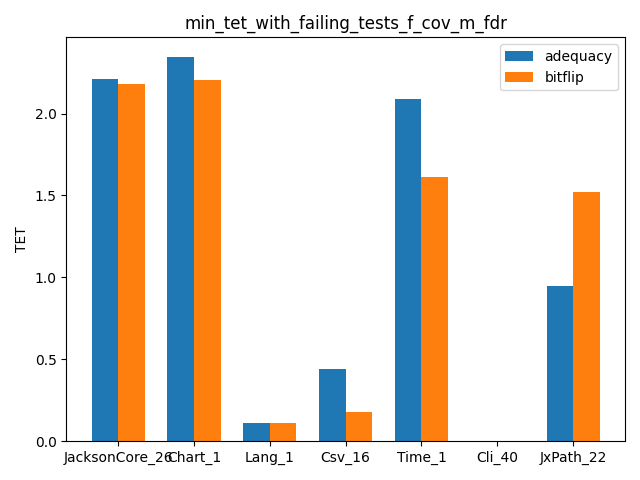 min_tet_with_failing_tests_f_cov_m_fdr
adequacy
bitflip
TET
2.0
1.5
1.0
0.5
0.0
JacksonCore_26 Chart_1 Lang_1 Csv_16 Time_1 Cli_40 JxPath_22